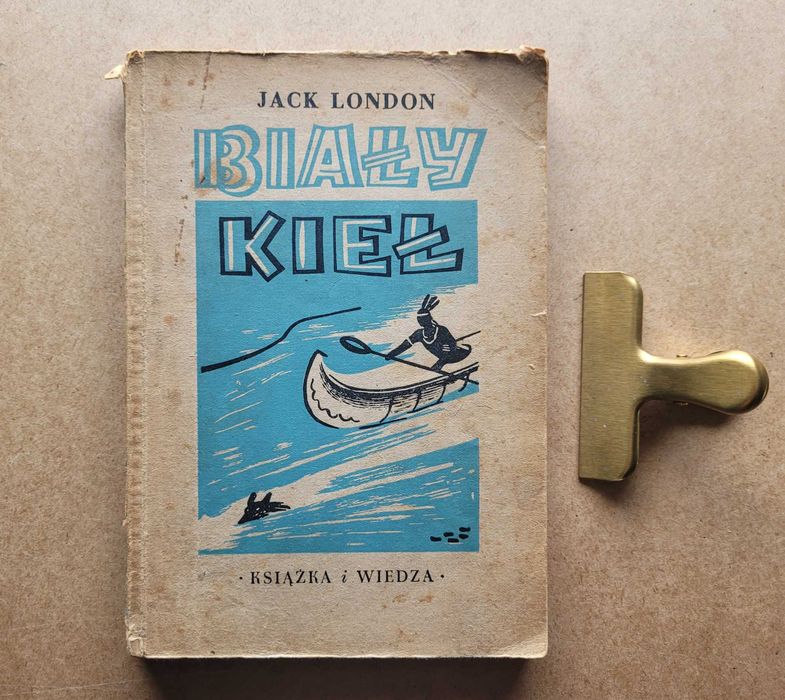 JACK LONDON
BIAŁY
KIEŁ
· KSIĄŻKA i WIEDZA ·